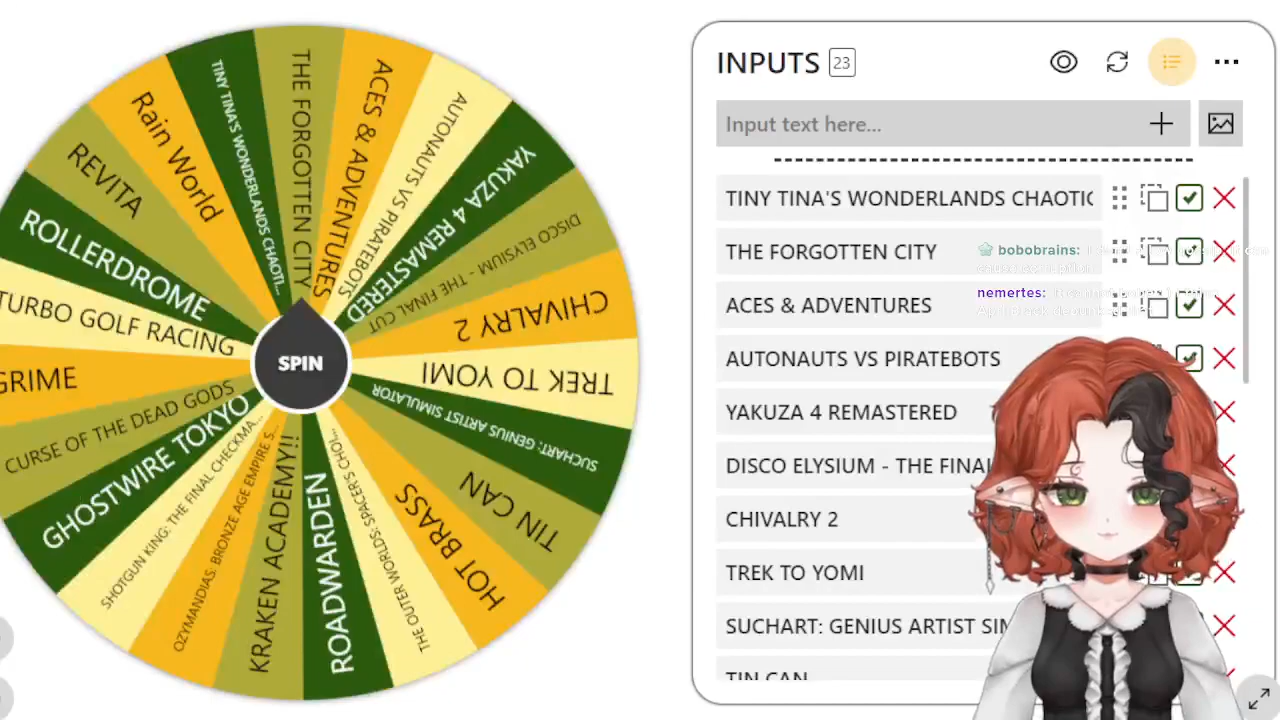 TINY TINA'S WONDERLANDS CHAOTI...
THE FORGOTTEN CITY
ACES & ADVENTURES
AUTONAUTS VS PIRATEBOTS
YAKUZA 4 REMASTERED
DISCO ELYSIUM - THE FINAL CUT
CHIVALRY 2
TREK TO YOMI
SUCHART: GENIUS ARTIST SIMULATOR
TIN CAN
HOT BRASS
THE OUTER WORLDS: SPACER'S CHOI...
ROADWARDEN
KRAKEN ACADEMY!!
OZYMANDIAS: BRONZE AGE EMPIRE S...
SHOTGUN KING: THE FINAL CHECKMA...
GHOSTWIRE TOKYO
CURSE OF THE DEAD GODS
GRIME
TURBO GOLF RACING
ROLLERDROME
REVITA
Rain World
SPIN
INPUTS 23
Input text here...
TINY TINA'S WONDERLANDS CHAOTIC
THE FORGOTTEN CITY
ACES & ADVENTURES
AUTONAUTS VS PIRATEBOTS
YAKUZA 4 REMASTERED
DISCO ELYSIUM - THE FINAL
CHIVALRY 2
TREK TO YOMI
SUCHART: GENIUS ARTIST SIM
TIN CAN
bobobrains:
nemertes: